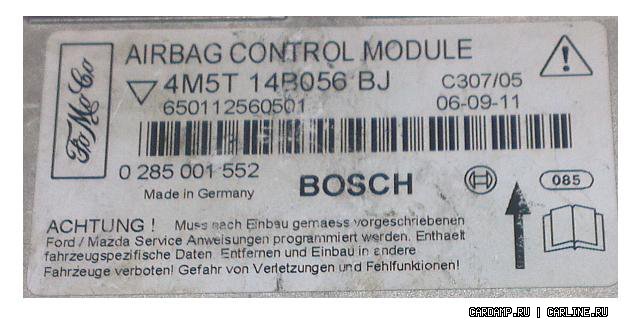 FoMoCo
AIRBAG CONTROL MODULE
4M5T 14B056 BJ
C307/05
650112560501
06-09-11
0 285 001 552
Made in Germany
BOSCH
085
ACHTUNG ! Muss nach Einbau gemaess vorgeschriebenen
Ford / Mazda Service Anweisungen programmiert werden. Enthaelt
fahrzeugspezifische Daten. Entfernen und Einbau in andere
Fahrzeuge verboten! Gefahr von Verletzungen und Fehlfunktionen!
CARDAMP.RU | CARLINE.RU